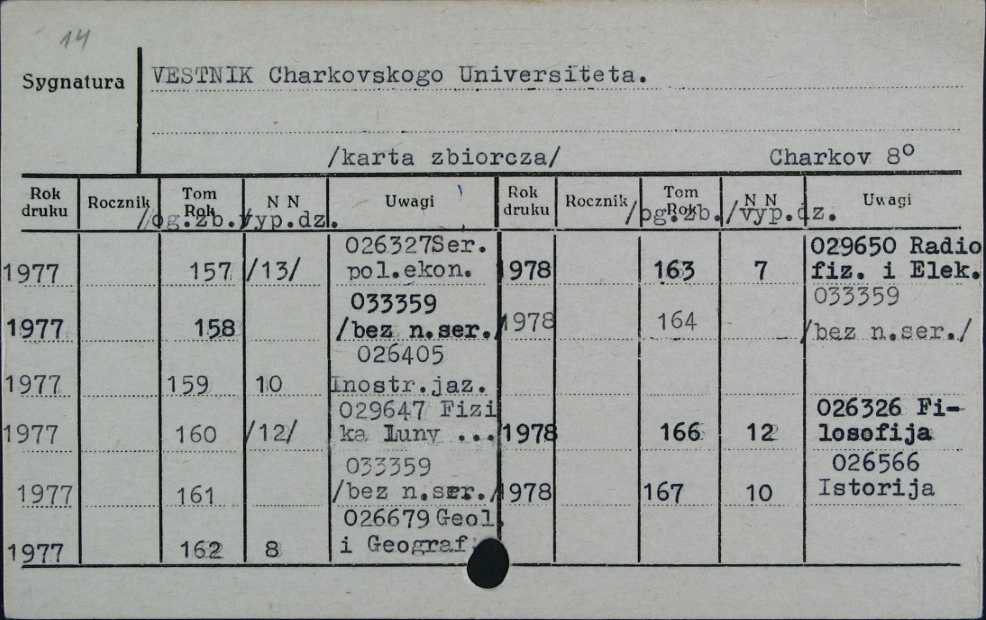 14
Sygnatura
VESTNIK Charkovskogo Universiteta.
/karta zbiorcza/ Charkov 8º
Rok druku Rocznik Tom Rok N N Uwagi Rok druku Rocznik Tom Rok N N Uwagi
/og.zb./vyp.dz. /og.zb./vyp.dz.
026327Ser. 029650 Radio
1977 157 /13/ pol.ekon. 1978 163 7 fiz. i Elek.
033359 033359
1977 158 /bez n.ser./ 1978 164 /bez n.ser./
026405
1977 159 10 Inostr.jaz.
029647 Fizi 026326 Fi-
1977 160 /12/ ka Luny ... 1978 166 12 losofija
033359 026566
1977 161 /bez n.ser./ 1978 167 10 Istorija
026679 Geol.
1977 162 8 i Geograf